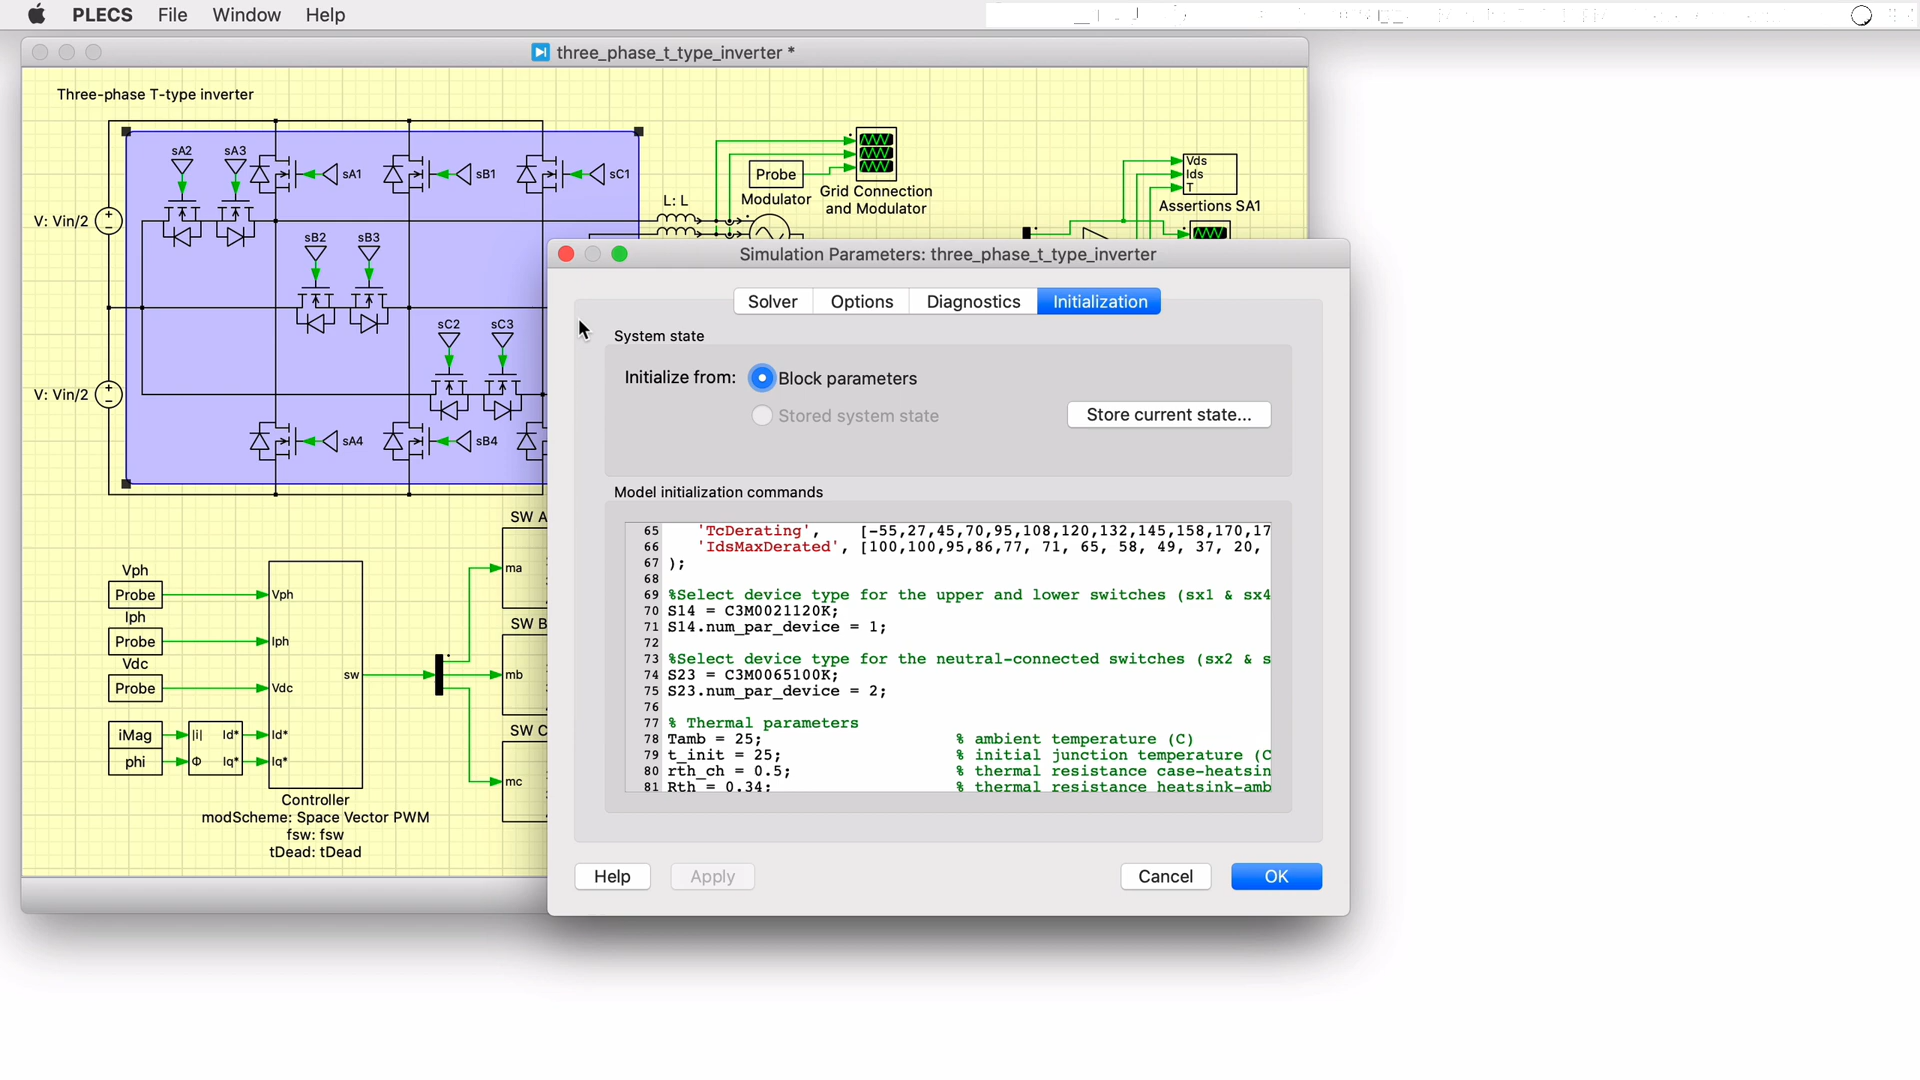 PLECS File Window Help
three_phase_t_type_inverter *
Three-phase T-type inverter
sA2 sA3 sA1 sB1 sC1
V: Vin/2
sB2 sB3
sC2 sC3
V: Vin/2
sA4 sB4
L: L
Probe
Modulator
Grid Connection
and Modulator
Vds
Ids
T
Assertions SA1
Vph
Probe
Vph
Iph
Probe
Iph
Vdc
Probe
Vdc
iMag |i| Id* Id*
phi Φ Iq* Iq*
sw
Controller
modScheme: Space Vector PWM
fsw: fsw
tDead: tDead
SW A
ma
SW B
mb
SW C
mc
Simulation Parameters: three_phase_t_type_inverter
Solver Options Diagnostics Initialization
System state
Initialize from: Block parameters
Stored system state Store current state...
Model initialization commands
65 'TcDerating', [-55,27,45,70,95,108,120,132,145,158,170,17
66 'IdsMaxDerated', [100,100,95,86,77, 71, 65, 58, 49, 37, 20,
67 );
68
69 %Select device type for the upper and lower switches (sx1 & sx4
70 S14 = C3M0021120K;
71 S14.num_par_device = 1;
72
73 %Select device type for the neutral-connected switches (sx2 & s
74 S23 = C3M0065100K;
75 S23.num_par_device = 2;
76
77 % Thermal parameters
78 Tamb = 25; % ambient temperature (C)
79 t_init = 25; % initial junction temperature (C
80 rth_ch = 0.5; % thermal resistance case-heatsin
81 Rth = 0.34; % thermal resistance heatsink-amb
Help Apply Cancel OK